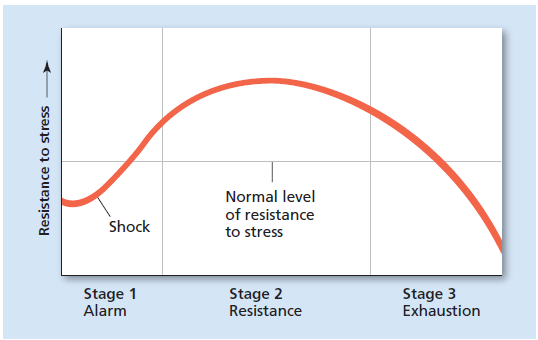 Resistance to stress
Shock
Normal level
of resistance
to stress
Stage 1
Alarm
Stage 2
Resistance
Stage 3
Exhaustion